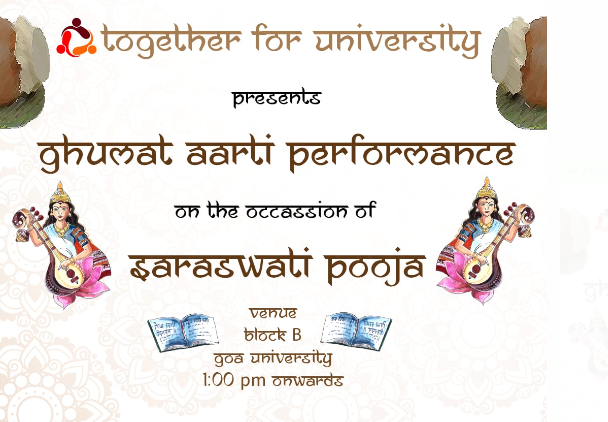 together for university
presents
ghumat aarti performance
on the occassion of
saraswati pooja
venue
block B
goa university
1:00 pm onwards